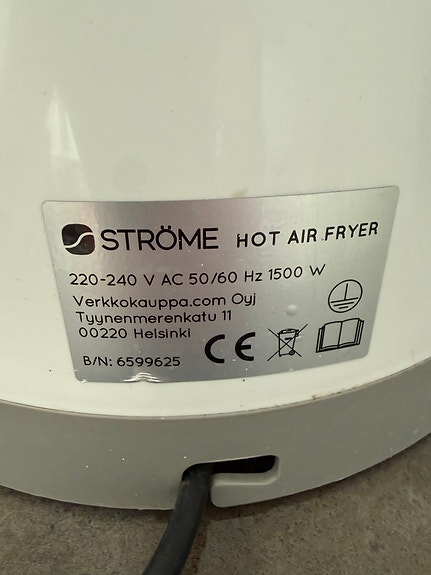 STRÖME HOT AIR FRYER
220-240 V AC 50/60 Hz 1500 W
Verkkokauppa.com Oyj
Tyynenmerenkatu 11
00220 Helsinki
B/N: 6599625
CE